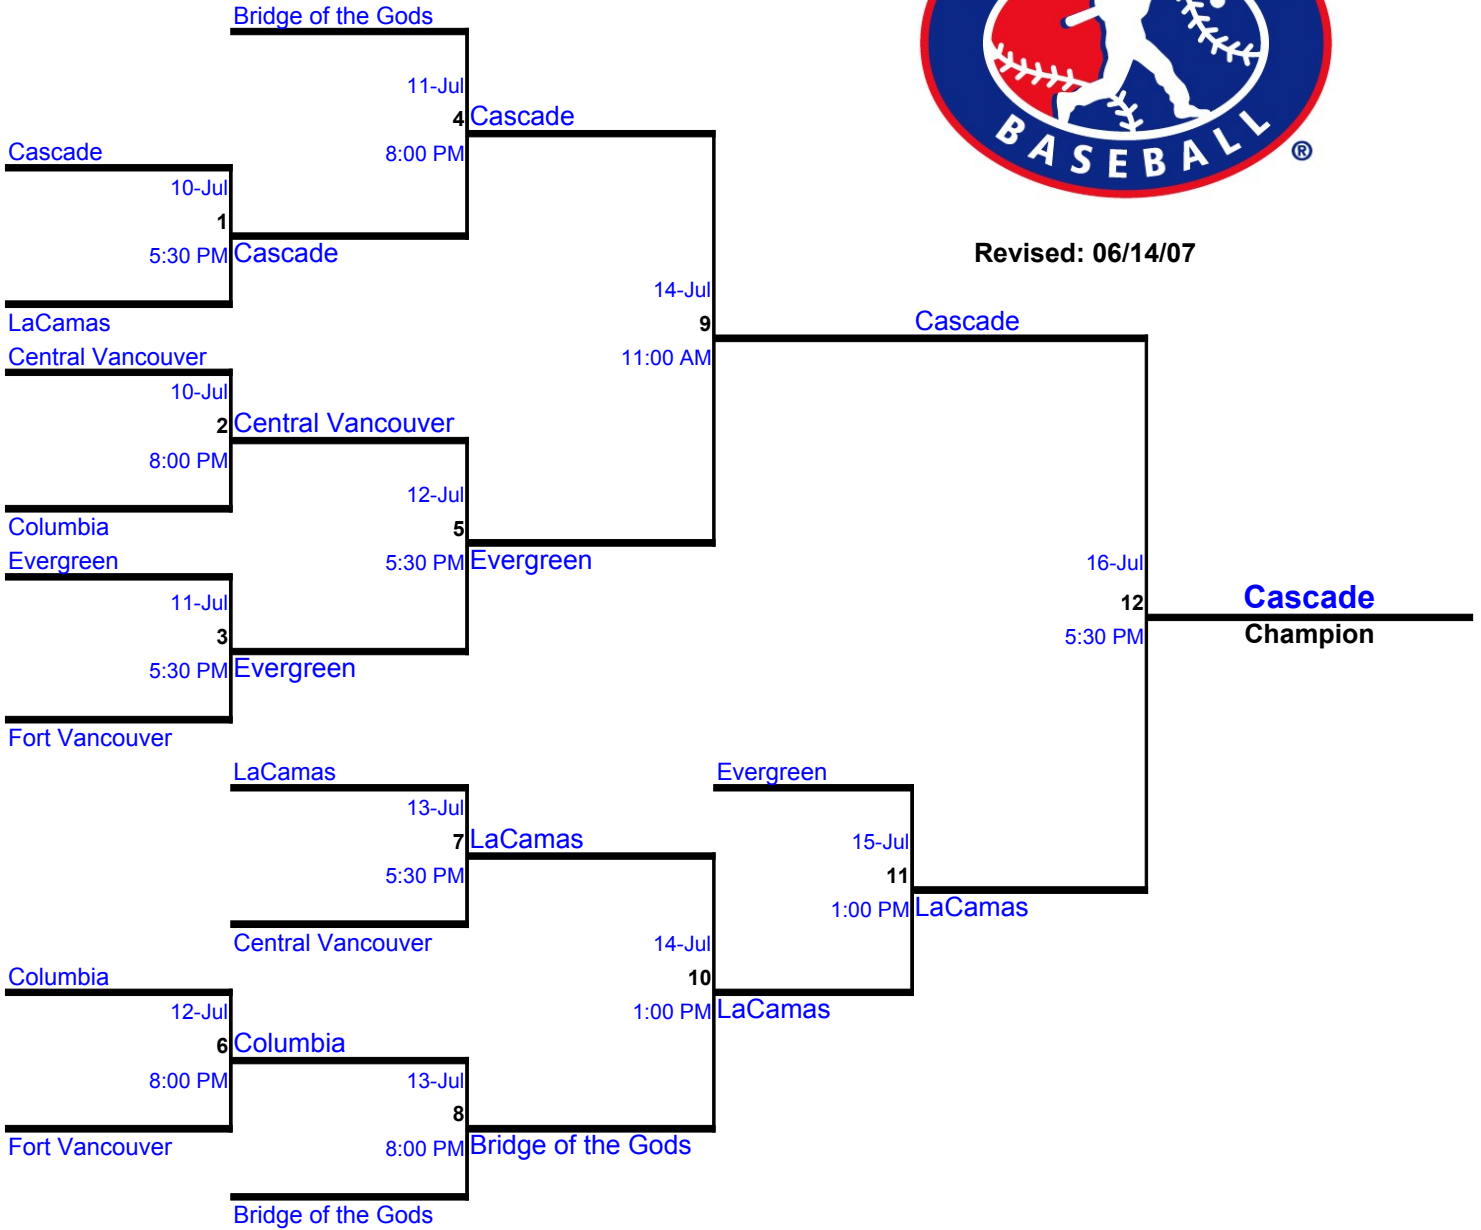 Bridge of the Gods
11-Jul
4 Cascade
8:00 PM
BASEBALL ®
Cascade
10-Jul
1
5:30 PM Cascade
Revised: 06/14/07
LaCamas
14-Jul
9 Cascade
Central Vancouver
11:00 AM
10-Jul
2 Central Vancouver
8:00 PM
12-Jul
Columbia
5
Evergreen
5:30 PM Evergreen
16-Jul
11-Jul
12 Cascade
3
5:30 PM Champion
5:30 PM Evergreen
Fort Vancouver
LaCamas
Evergreen
13-Jul
7 LaCamas
15-Jul
5:30 PM
11
1:00 PM LaCamas
Central Vancouver
14-Jul
Columbia
10
12-Jul
1:00 PM LaCamas
6 Columbia
8:00 PM
13-Jul
8
Fort Vancouver
8:00 PM Bridge of the Gods
Bridge of the Gods